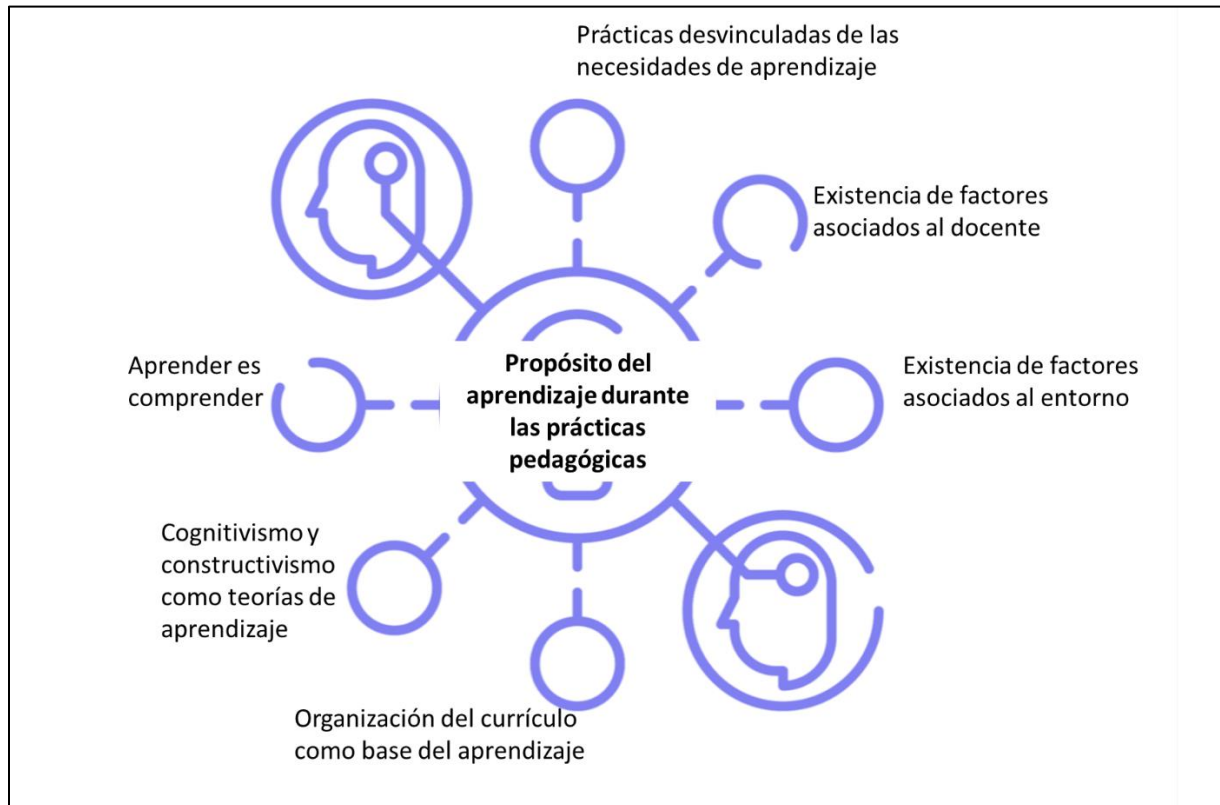 Prácticas desvinculadas de las
necesidades de aprendizaje
Existencia de factores
asociados al docente
Aprender es
comprender
Propósito del
aprendizaje durante
las prácticas
pedagógicas
Existencia de factores
asociados al entorno
Cognitivismo y
constructivismo
como teorías de
aprendizaje
Organización del currículo
como base del aprendizaje